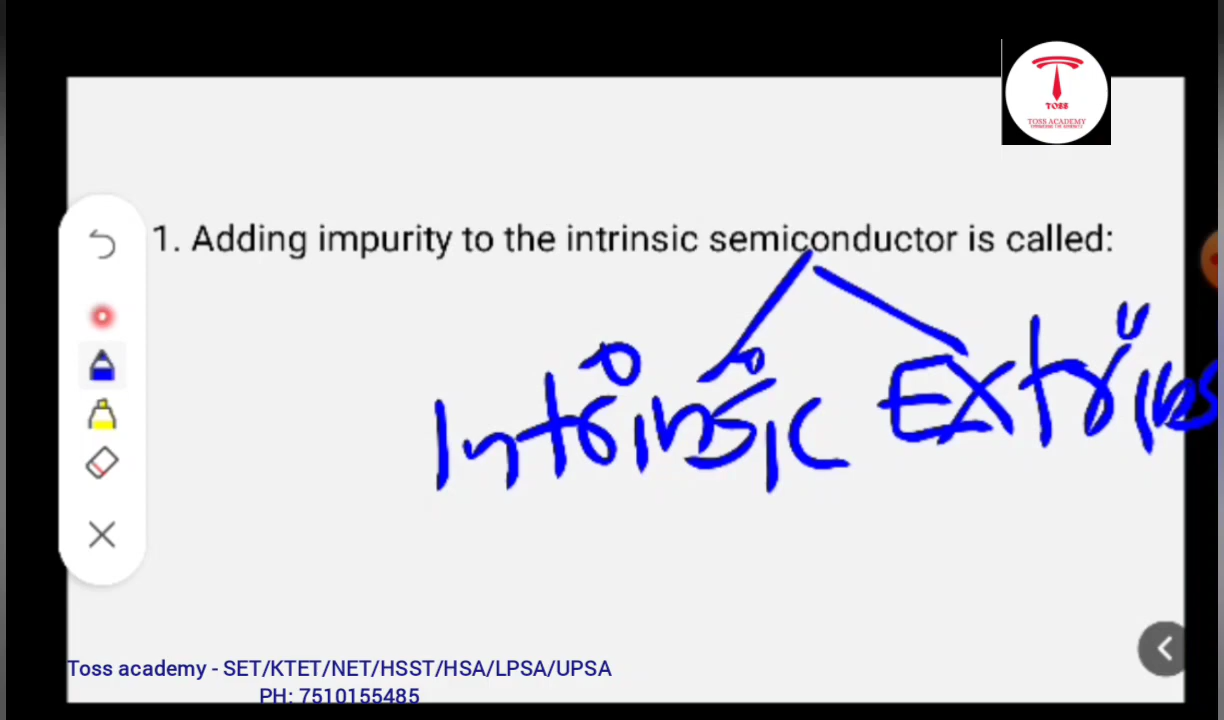 TOSS
TOSS ACADEMY
1. Adding impurity to the intrinsic semiconductor is called:
Intrinsic Extrins
Toss academy - SET/KTET/NET/HSST/HSA/LPSA/UPSA
PH: 7510155485